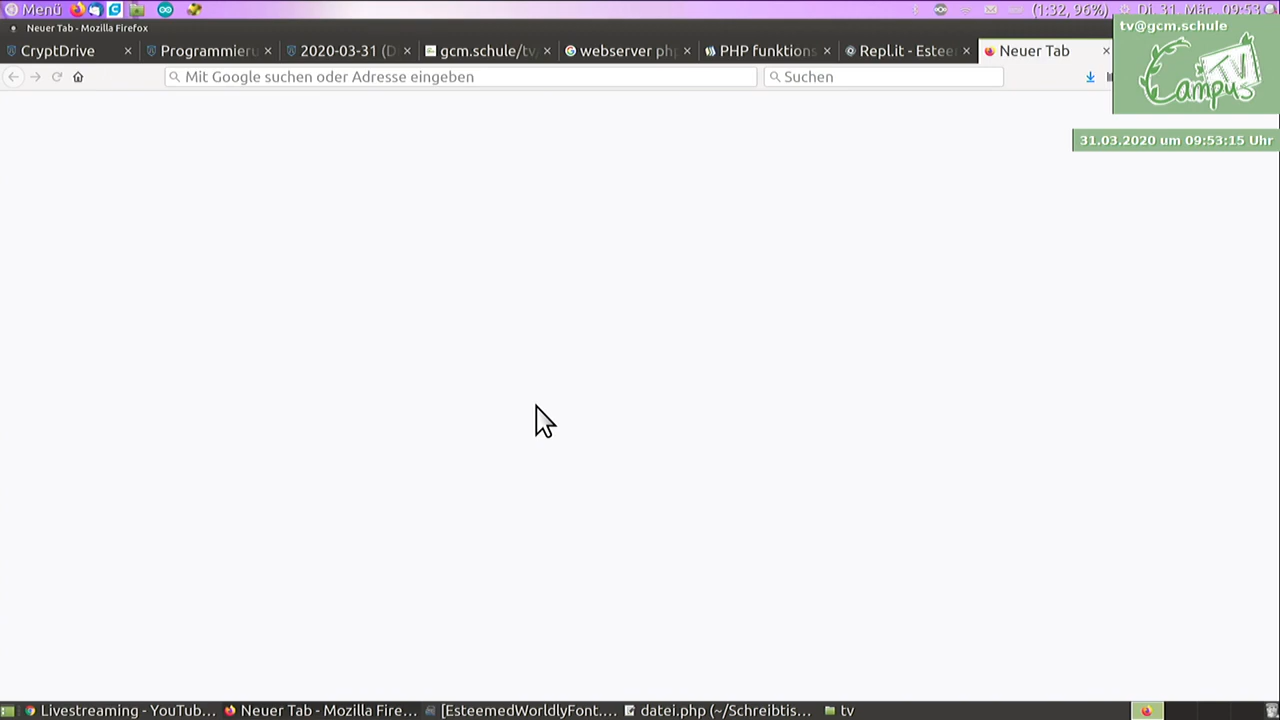 Menü (1:32, 96%) Di. 31. Mär. 09:53
Neuer Tab - Mozilla Firefox
tv@gcm.schule
CryptDrive × Programmieru × 2020-03-31 (D × gcm.schule/tv, × webserver php × PHP funktions × Repl.it - Estee × Neuer Tab ×
Mit Google suchen oder Adresse eingeben Suchen
Campus TV
31.03.2020 um 09:53:15 Uhr
Livestreaming - YouTub... Neuer Tab - Mozilla Fire... [EsteemedWorldlyFont.... datei.php (~/Schreibtis... tv